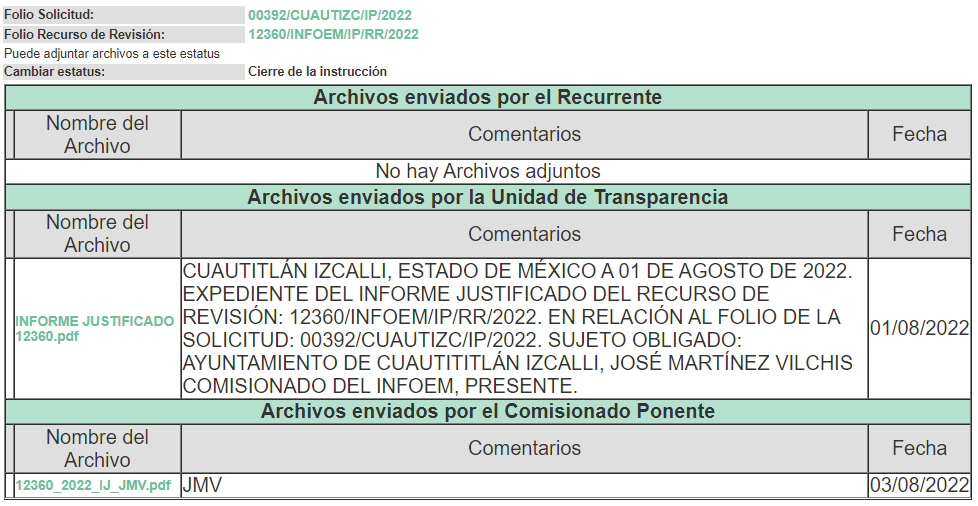 Folio Solicitud: 00392/CUAUTIZC/IP/2022
Folio Recurso de Revisión: 12360/INFOEM/IP/RR/2022
Puede adjuntar archivos a este estatus
Cambiar estatus: Cierre de la instrucción
Archivos enviados por el Recurrente
Nombre del Archivo Comentarios Fecha
No hay Archivos adjuntos
Archivos enviados por la Unidad de Transparencia
Nombre del Archivo Comentarios Fecha
INFORME JUSTIFICADO
12360.pdf
CUAUTITLÁN IZCALLI, ESTADO DE MÉXICO A 01 DE AGOSTO DE 2022.
EXPEDIENTE DEL INFORME JUSTIFICADO DEL RECURSO DE
REVISIÓN: 12360/INFOEM/IP/RR/2022. EN RELACIÓN AL FOLIO DE LA
SOLICITUD: 00392/CUAUTIZC/IP/2022. SUJETO OBLIGADO:
AYUNTAMIENTO DE CUAUTITITLÁN IZCALLI, JOSÉ MARTÍNEZ VILCHIS
COMISIONADO DEL INFOEM, PRESENTE.
01/08/2022
Archivos enviados por el Comisionado Ponente
Nombre del Archivo Comentarios Fecha
12360_2022_IJ_JMV.pdf JMV 03/08/2022